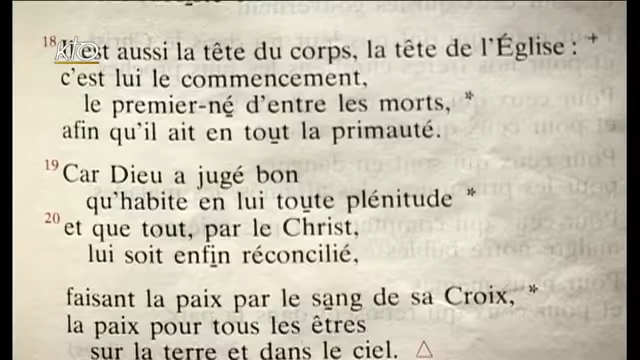 18 Il est aussi la tête du corps, la tête de l'Église : +
c'est lui le commencement,
le premier-né d'entre les morts, *
afin qu'il ait en tout la primauté.
19 Car Dieu a jugé bon
qu'habite en lui toute plénitude *
20 et que tout, par le Christ,
lui soit enfin réconcilié,
faisant la paix par le sang de sa Croix, *
la paix pour tous les êtres
sur la terre et dans le ciel. △